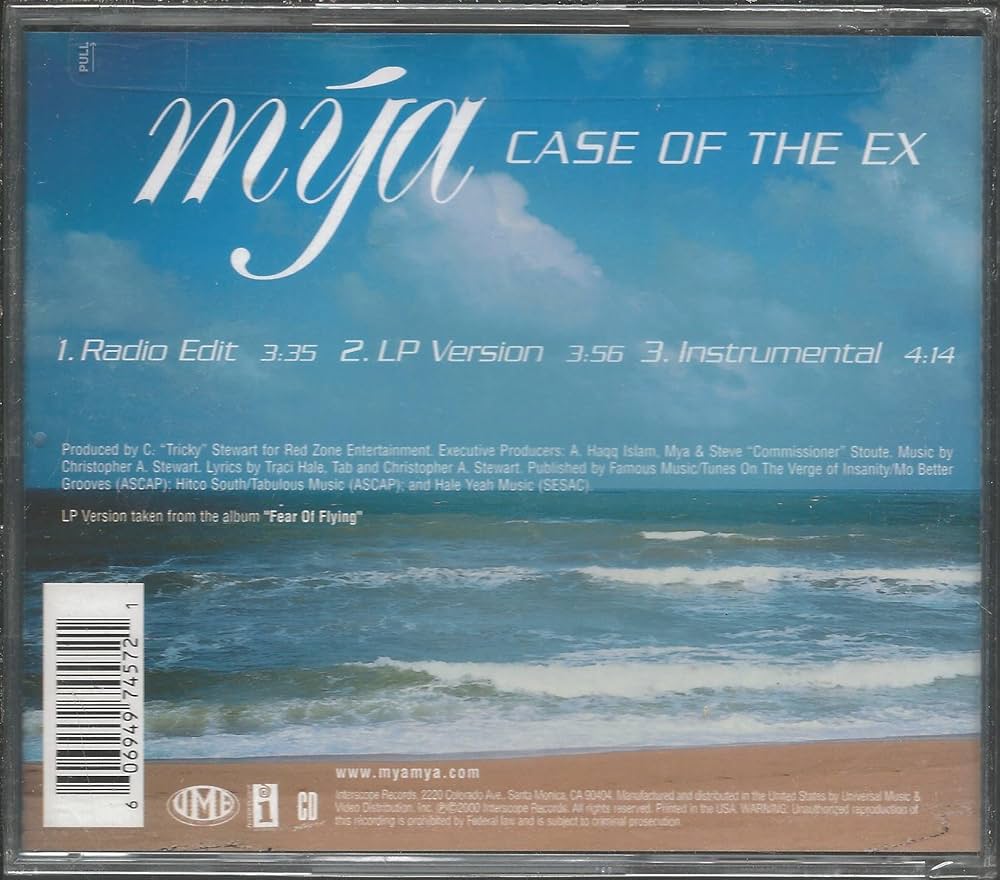 PULL
mýa CASE OF THE EX
1. Radio Edit 3:35 2. LP Version 3:56 3. Instrumental 4:14
Produced by C. "Tricky" Stewart for Red Zone Entertainment. Executive Producers: A. Haqq Islam, Mya & Steve "Commissioner" Stoute. Music by
Christopher A. Stewart. Lyrics by Traci Hale, Tab and Christopher A. Stewart. Published by Famous Music/Tunes On The Verge of Insanity/Mo Better
Grooves (ASCAP); Hitco South/Tabulous Music (ASCAP); and Hale Yeah Music (SESAC).
LP Version taken from the album "Fear Of Flying"
6 06949 74572 1
www.myamya.com
UME
i
CD
Interscope Records, 2220 Colorado Ave., Santa Monica, CA 90404. Manufactured and distributed in the United States by Universal Music &
Video Distribution, Inc. ℗©2000 Interscope Records. All rights reserved. Printed in the USA. WARNING: Unauthorized reproduction of
this recording is prohibited by Federal law and is subject to criminal prosecution.